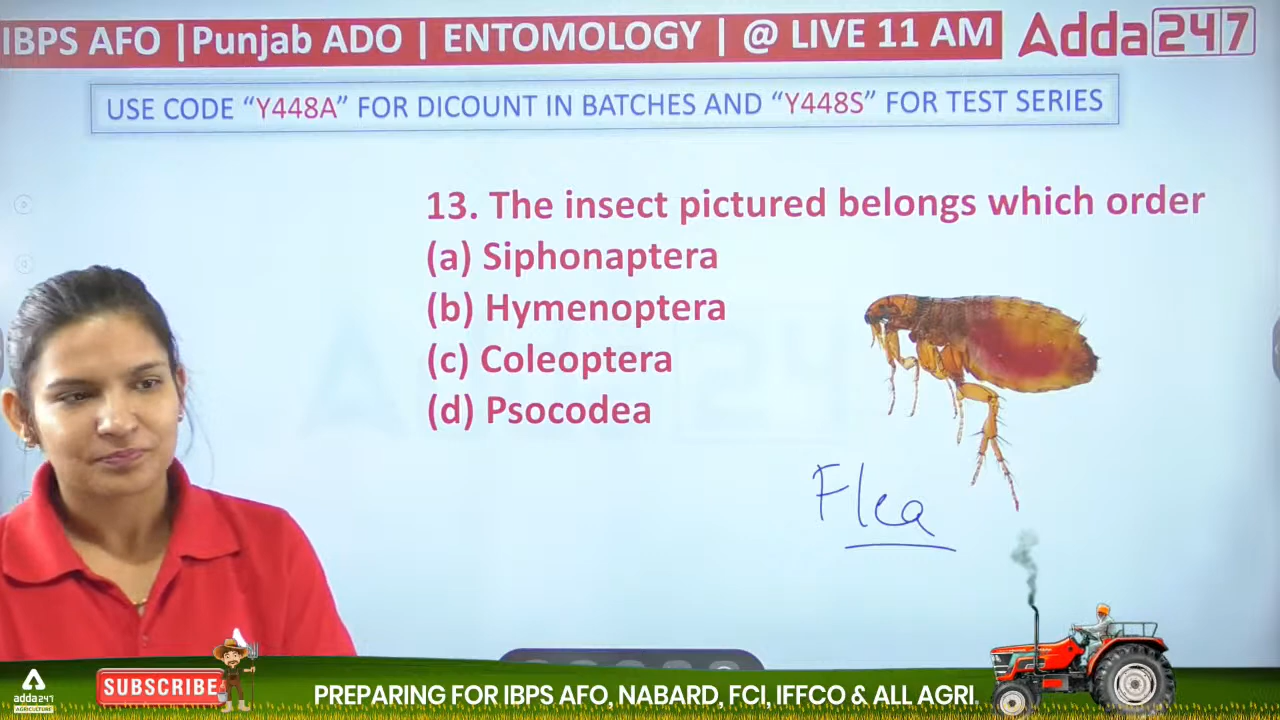 IBPS AFO |Punjab ADO | ENTOMOLOGY | @ LIVE 11 AM
Adda247
USE CODE “Y448A” FOR DICOUNT IN BATCHES AND “Y448S” FOR TEST SERIES
13. The insect pictured belongs which order
(a) Siphonaptera
(b) Hymenoptera
(c) Coleoptera
(d) Psocodea
Flea
adda247
AGRICULTURE
SUBSCRIBE
PREPARING FOR IBPS AFO, NABARD, FCI, IFFCO & ALL AGRI.